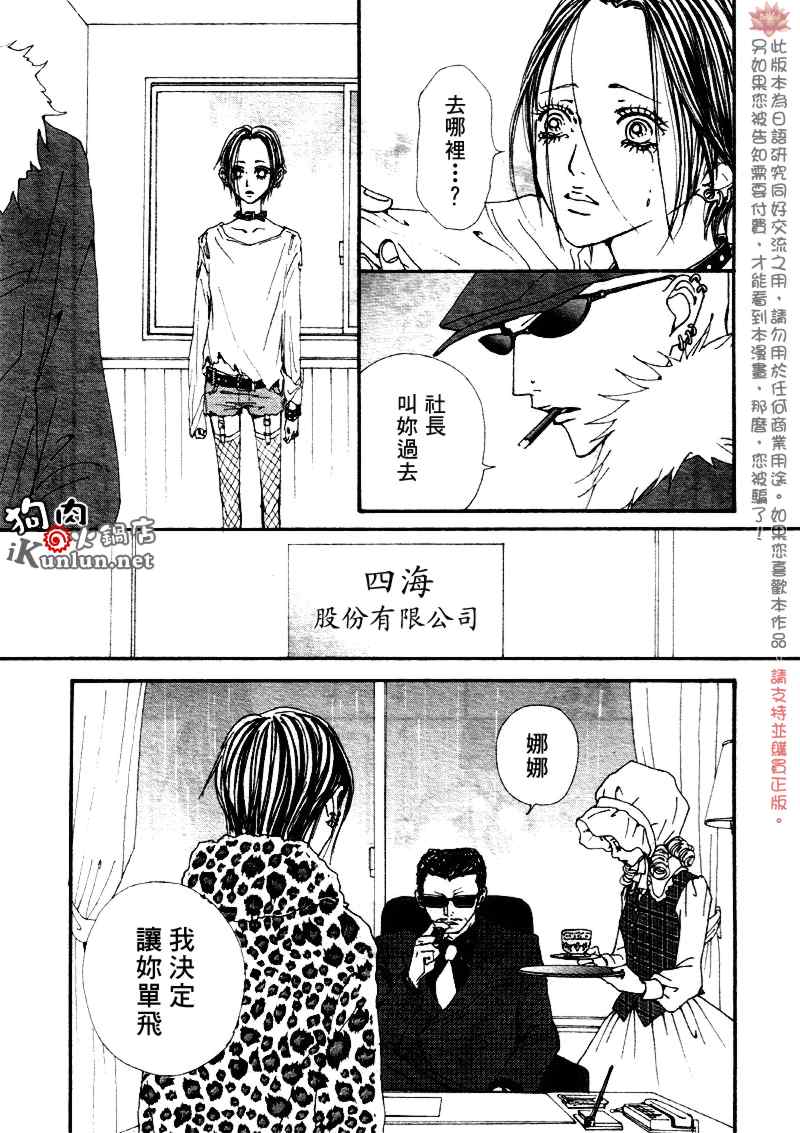 去哪裡…?
社長
叫妳過去
四海
股份有限公司
娜娜
我決定
讓妳單飛
狗肉火鍋店
iKunlun.net
此版本為日語研究同好交流之用，請勿用於任何商業用途。如果您喜歡本作品，請支持並購買正版。
另如果您被告知需要付費，才能看到本漫畫，那麼，您被騙了！